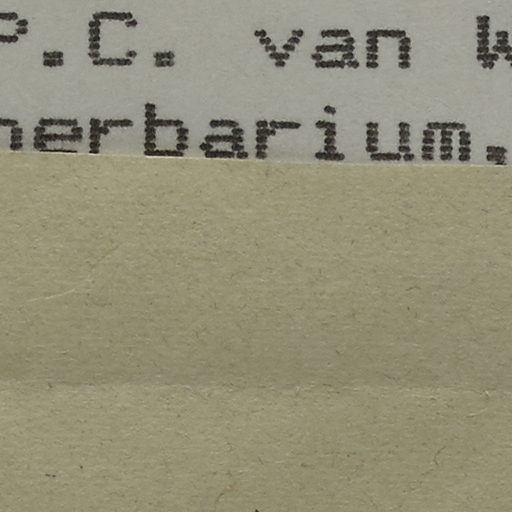 P.C. van W
herbarium,